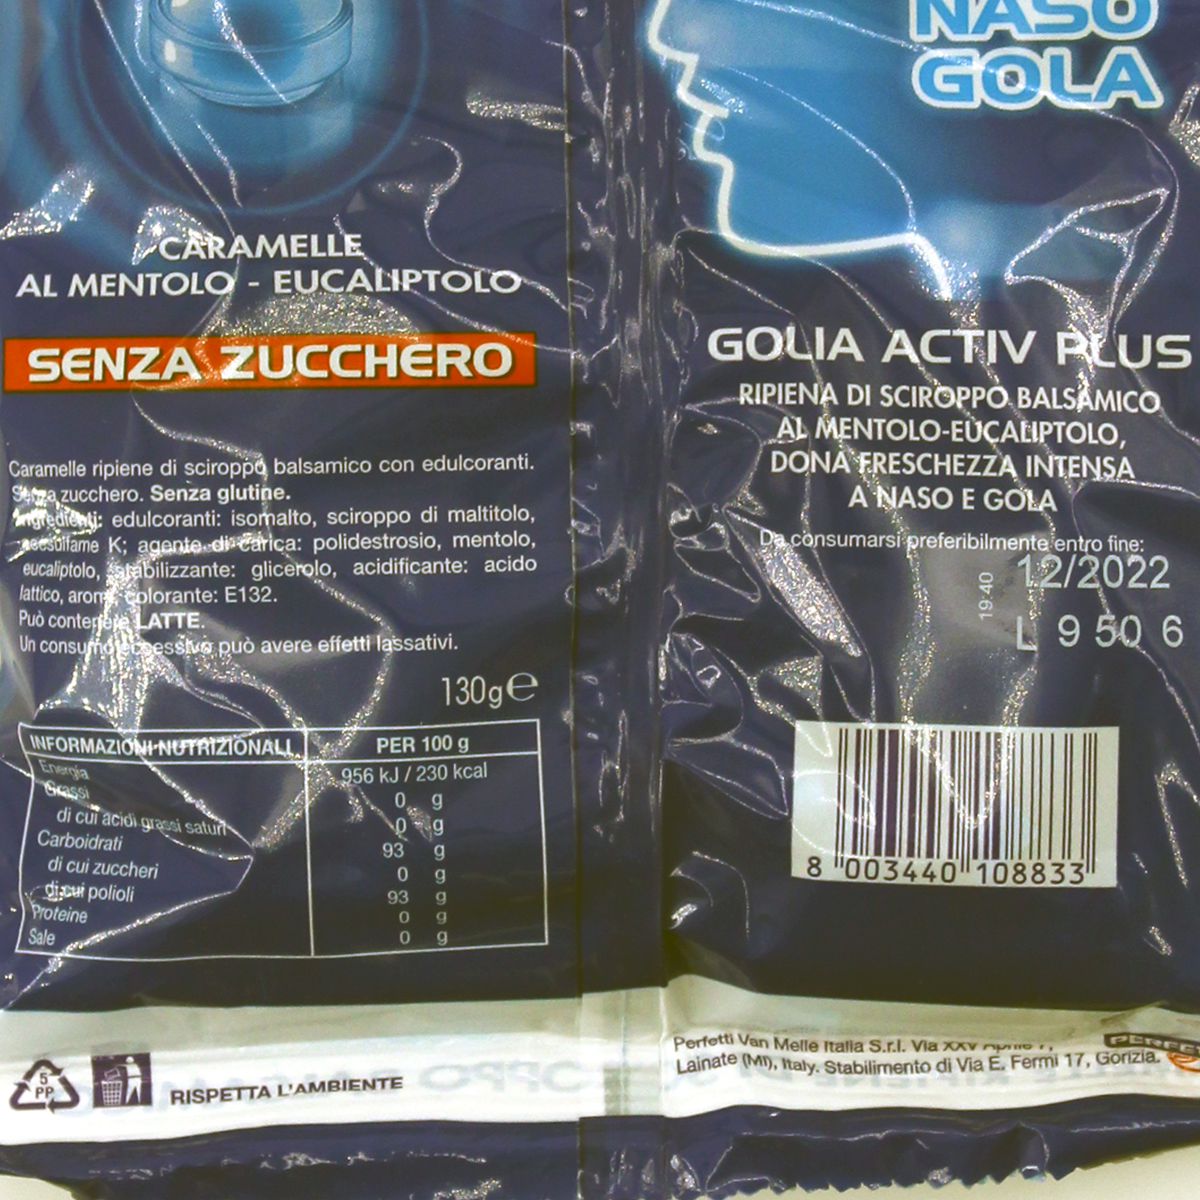 CARAMELLE
AL MENTOLO - EUCALIPTOLO
SENZA ZUCCHERO
Caramelle ripiene di sciroppo balsamico con edulcoranti.
Senza zucchero. Senza glutine.
Ingredienti: edulcoranti: isomalto, sciroppo di maltitolo,
acesulfame K; agente di carica: polidestrosio, mentolo,
eucaliptolo, stabilizzante: glicerolo, acidificante: acido
lattico, aromi, colorante: E132.
Può contenere LATTE.
Un consumo eccessivo può avere effetti lassativi.
130g e
INFORMAZIONI NUTRIZIONALI PER 100 g
Energia 956 kJ / 230 kcal
Grassi 0 g
di cui acidi grassi saturi 0 g
Carboidrati 93 g
di cui zuccheri 0 g
di cui polioli 93 g
Proteine 0 g
Sale 0 g
5
PP
RISPETTA L'AMBIENTE
NASO
GOLA
GOLIA ACTIV PLUS
RIPIENA DI SCIROPPO BALSAMICO
AL MENTOLO-EUCALIPTOLO,
DONA FRESCHEZZA INTENSA
A NASO E GOLA
Da consumarsi preferibilmente entro fine:
19:40 12/2022
L 9 50 6
8 003440 108833
Perfetti Van Melle Italia S.r.l. Via XXV Aprile 7,
Lainate (MI), Italy. Stabilimento di Via E. Fermi 17, Gorizia.